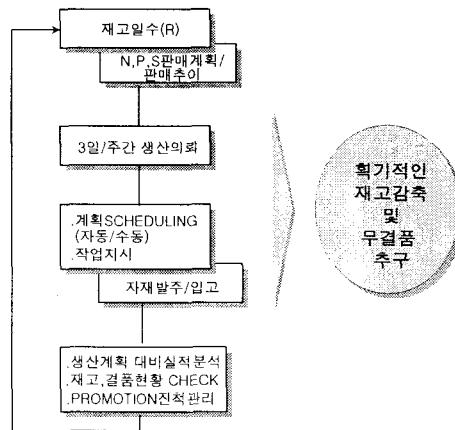 재고일수(R)
N,P,S판매계획/
판매추이
3일/주간 생산의뢰
.계획SCHEDULING
(자동/수동)
.작업지시
자재발주/입고
.생산계획 대비실적분석
.재고,결품현황 CHECK
.PROMOTION진척관리
획기적인
재고감축
및
무결품
추구